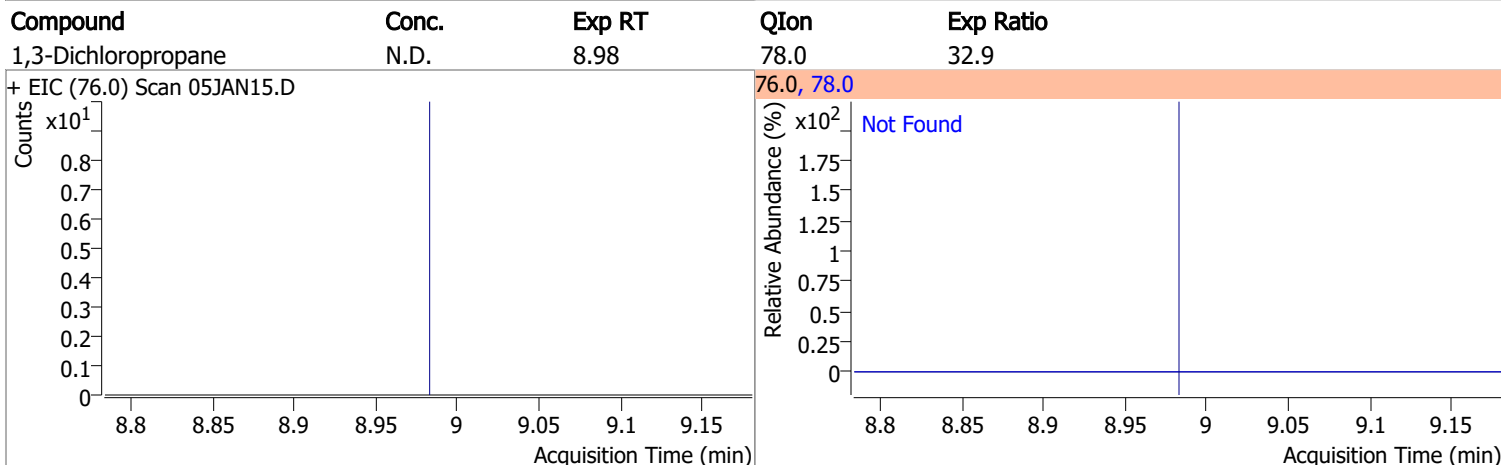 Compound Conc. Exp RT QIon Exp Ratio
1,3-Dichloropropane N.D. 8.98 78.0 32.9
+ EIC (76.0) Scan 05JAN15.D
Counts
x10¹
0.8
0.7
0.6
0.5
0.4
0.3
0.2
0.1
0
8.8 8.85 8.9 8.95 9 9.05 9.1 9.15
Acquisition Time (min)
76.0, 78.0
Relative Abundance (%)
x10²
Not Found
1.75
1.5
1.25
1
0.75
0.5
0.25
0
8.8 8.85 8.9 8.95 9 9.05 9.1 9.15
Acquisition Time (min)